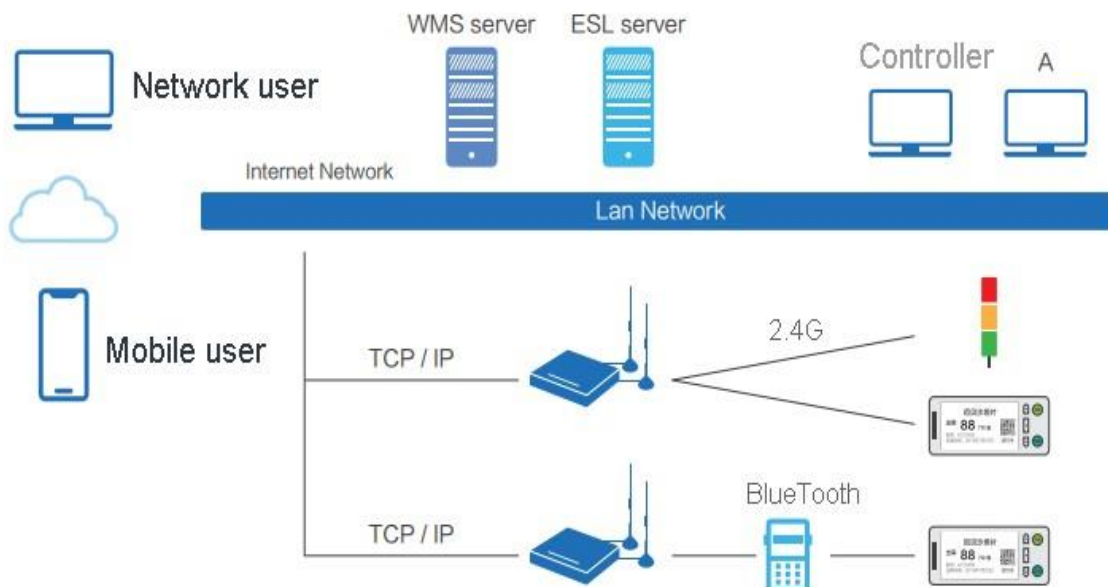 WMS server
ESL server
Controller
A
Network user
Internet Network
Lan Network
Mobile user
TCP / IP
2.4G
88
TCP / IP
BlueTooth
88